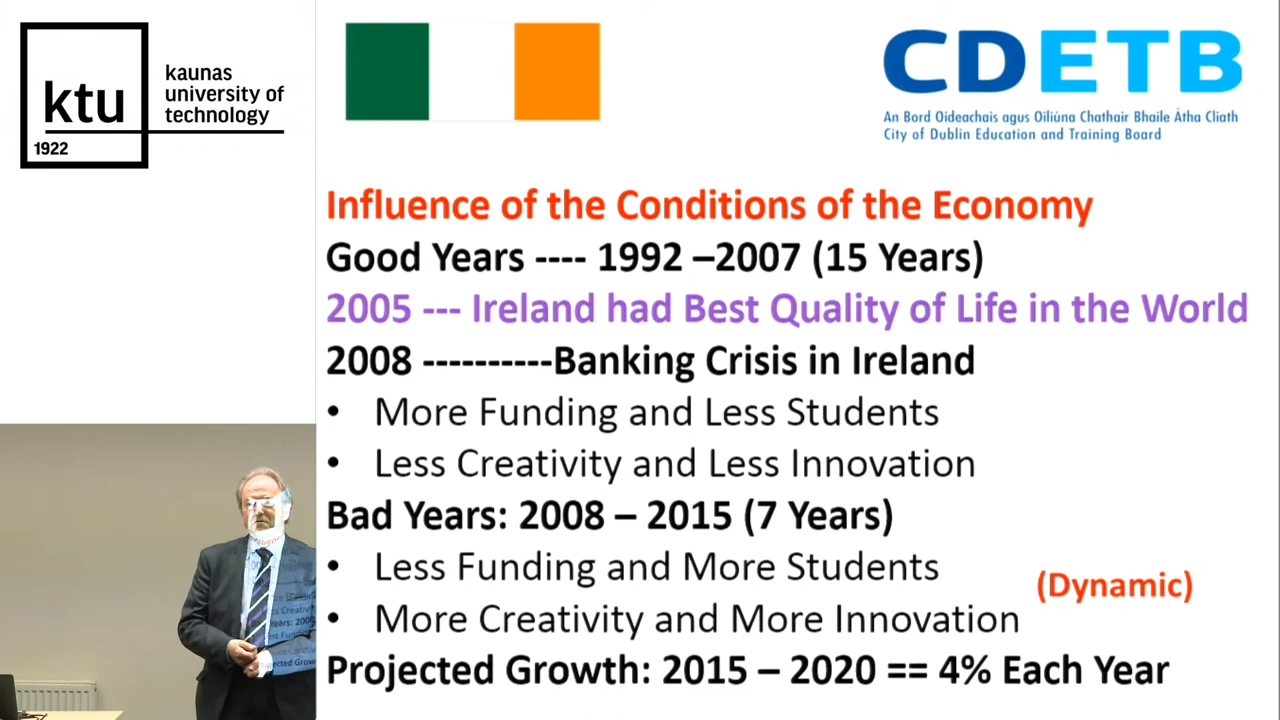 ktu
1922
kaunas
university of
technology
CDETB
An Bord Oideachais agus Oiliúna Chathair Bhaile Átha Cliath
City of Dublin Education and Training Board
Influence of the Conditions of the Economy
Good Years ---- 1992 –2007 (15 Years)
2005 --- Ireland had Best Quality of Life in the World
2008 ----------Banking Crisis in Ireland
• More Funding and Less Students
• Less Creativity and Less Innovation
Bad Years: 2008 – 2015 (7 Years)
• Less Funding and More Students
(Dynamic)
• More Creativity and More Innovation
Projected Growth: 2015 – 2020 == 4% Each Year